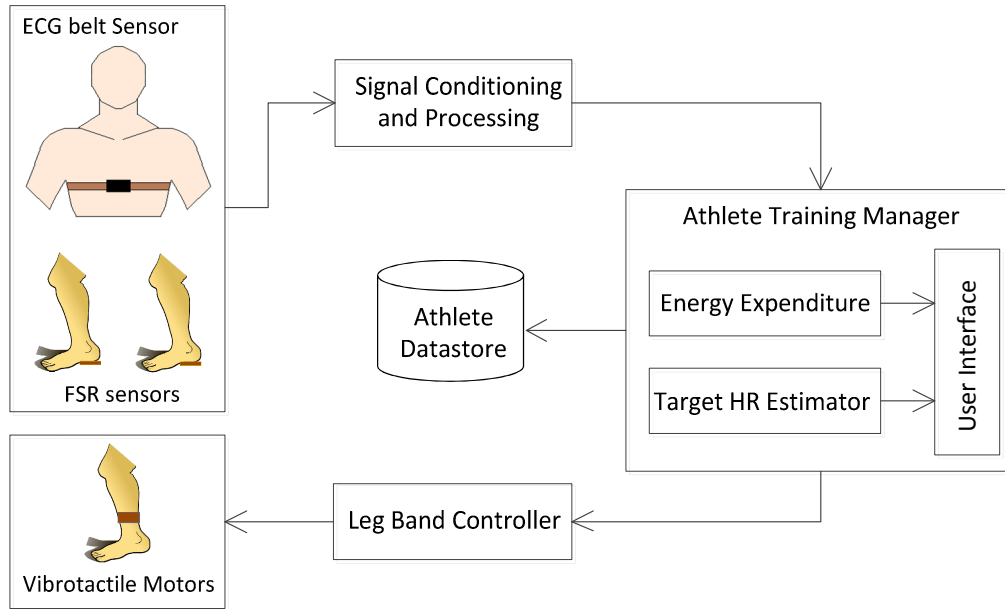 ECG belt Sensor
FSR sensors
Signal Conditioning
and Processing
Athlete Training Manager
Energy Expenditure
Target HR Estimator
User Interface
Athlete
Datastore
Leg Band Controller
Vibrotactile Motors